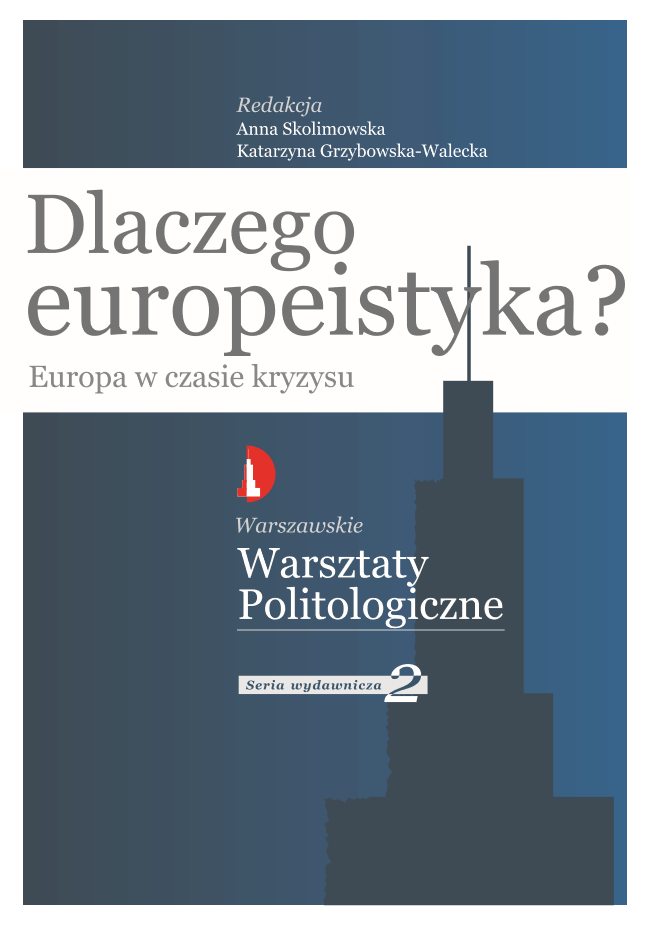 Redakcja
Anna Skolimowska
Katarzyna Grzybowska-Walecka
Dlaczego
europeistyka?
Europa w czasie kryzysu
Warszawskie
Warsztaty
Politologiczne
Seria wydawnicza 2